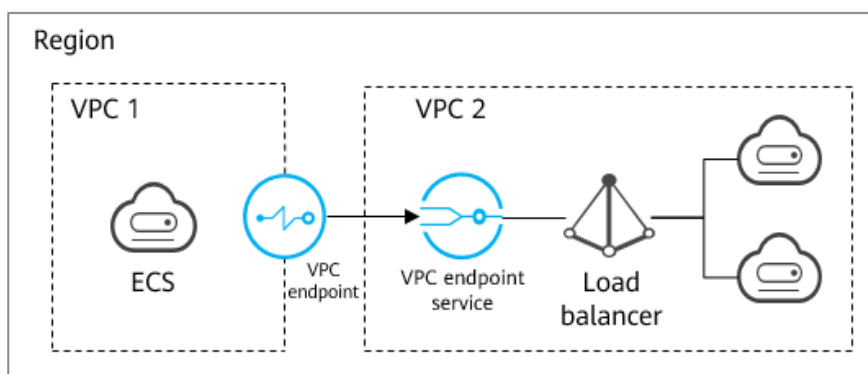 Region
VPC 1
VPC 2
ECS
VPC
endpoint
VPC endpoint
service
Load
balancer